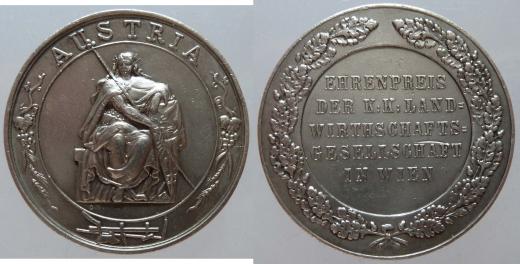 AUSTRIA
EHRENPREIS
DER K.K. LAND=
WIRTHSCHAFTS=
GESELLSCHAFT
IN WIEN